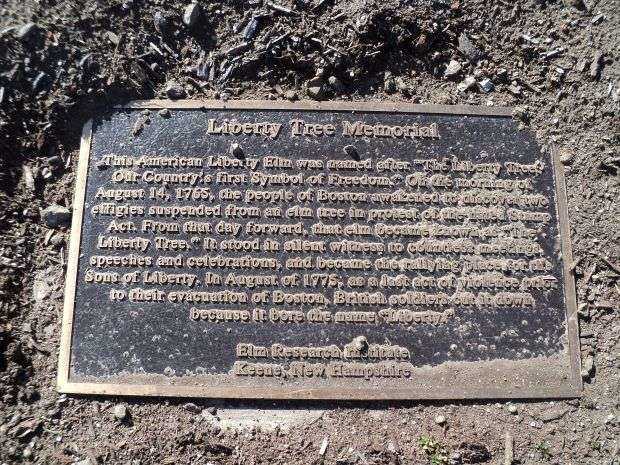 Liberty Tree Memorial
This American Liberty Elm was named after "The Liberty Tree:
Our Country's first Symbol of Freedom." On the morning of
August 14, 1765, the people of Boston awakened to discover two
effigies suspended from an elm tree in protest of the hated Stamp
Act. From that day forward, that elm became known as "The
Liberty Tree." It stood in silent witness to countless meetings,
speeches and celebrations, and became the rallying place for the
Sons of Liberty. In August of 1775, as a last act of violence prior
to their evacuation of Boston, British soldiers cut it down
because it bore the name "Liberty."
Elm Research Institute
Keene, New Hampshire